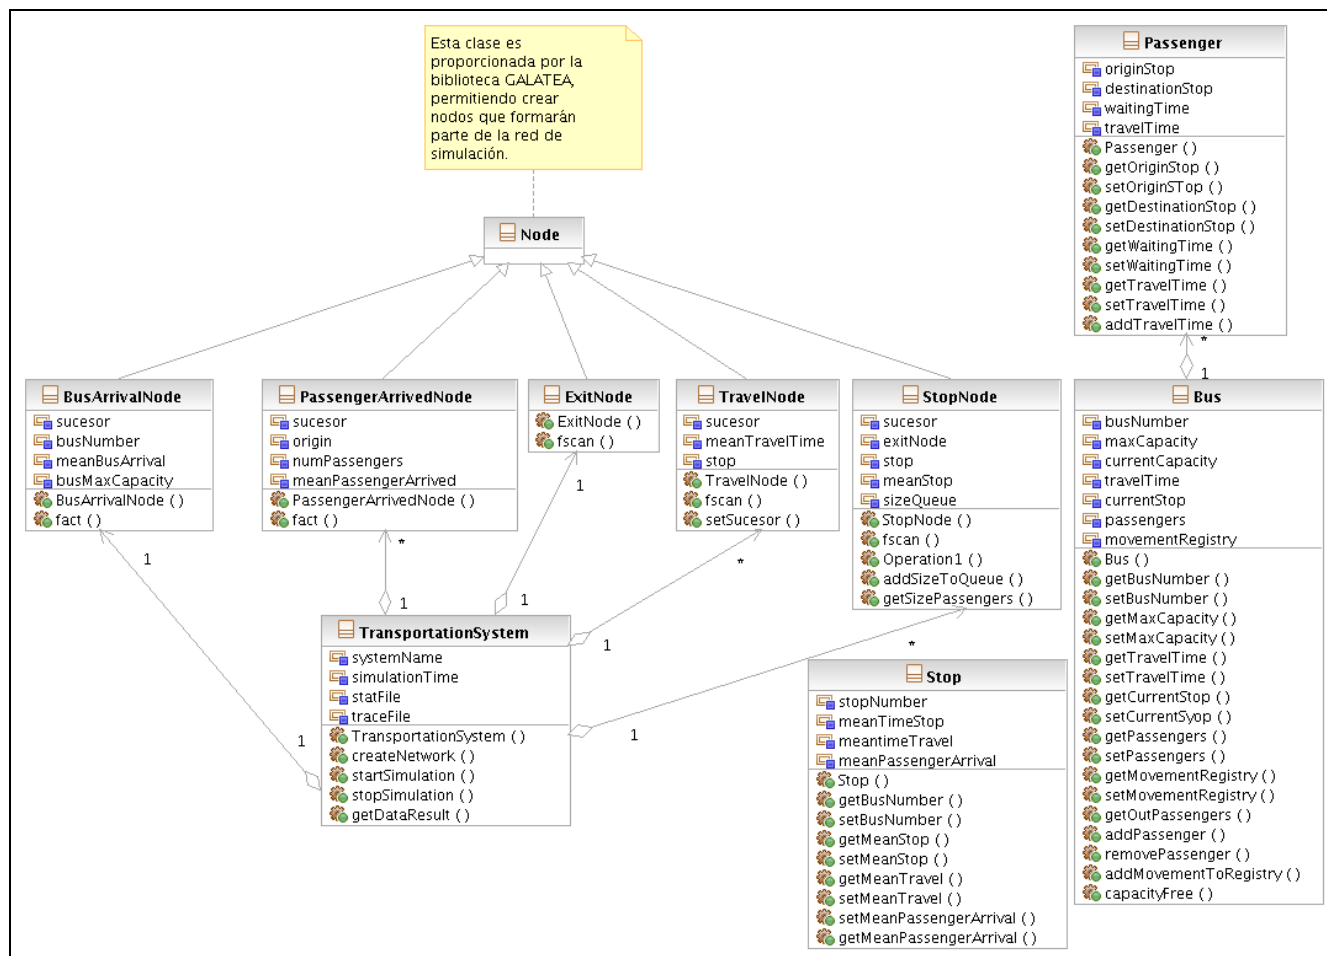 Esta clase es
proporcionada por la
biblioteca GALATEA,
permitiendo crear
nodos que formarán
parte de la red de
simulación.
Node
Passenger
originStop
destinationStop
waitingTime
travelTime
Passenger ( )
getOriginStop ( )
setOriginSTop ( )
getDestinationStop ( )
setDestinationStop ( )
getWaitingTime ( )
setWaitingTime ( )
getTravelTime ( )
setTravelTime ( )
addTravelTime ( )
*
1
BusArrivalNode
sucesor
busNumber
meanBusArrival
busMaxCapacity
BusArrivalNode ( )
fact ( )
1
PassengerArrivedNode
sucesor
origin
numPassengers
meanPassengerArrived
PassengerArrivedNode ( )
fact ( )
*
1
ExitNode
ExitNode ( )
fscan ( )
1
1
TravelNode
sucesor
meanTravelTime
stop
TravelNode ( )
fscan ( )
setSucesor ( )
*
1
StopNode
sucesor
exitNode
stop
meanStop
sizeQueue
StopNode ( )
fscan ( )
Operation1 ( )
addSizeToQueue ( )
getSizePassengers ( )
*
1
Bus
busNumber
maxCapacity
currentCapacity
travelTime
currentStop
passengers
movementRegistry
Bus ( )
getBusNumber ( )
setBusNumber ( )
getMaxCapacity ( )
setMaxCapacity ( )
getTravelTime ( )
setTravelTime ( )
getCurrentStop ( )
setCurrentSyop ( )
getPassengers ( )
setPassengers ( )
getMovementRegistry ( )
setMovementRegistry ( )
getOutPassengers ( )
addPassenger ( )
removePassenger ( )
addMovementToRegistry ( )
capacityFree ( )
TransportationSystem
systemName
simulationTime
statFile
traceFile
TransportationSystem ( )
createNetwork ( )
startSimulation ( )
stopSimulation ( )
getDataResult ( )
1
Stop
stopNumber
meanTimeStop
meantimeTravel
meanPassengerArrival
Stop ( )
getBusNumber ( )
setBusNumber ( )
getMeanStop ( )
setMeanStop ( )
getMeanTravel ( )
setMeanTravel ( )
setMeanPassengerArrival ( )
getMeanPassengerArrival ( )